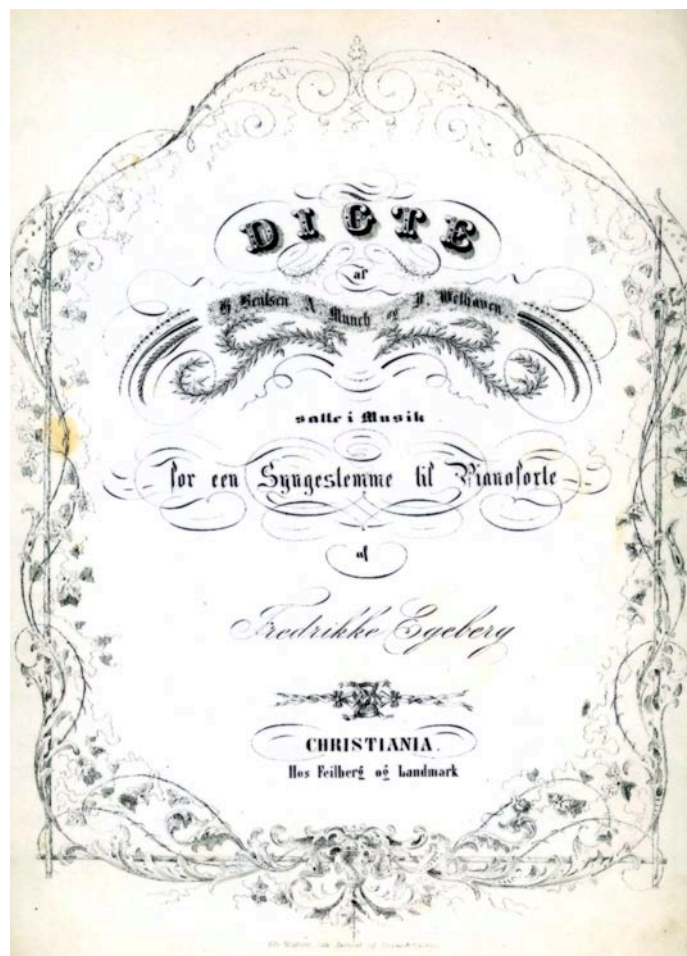 DIGTE
af
H. Beulsen A. Munch og J. Welhaven
satte i Musik
for een Syngestemme til Pianoforte
af
Fredrikke Egeberg
CHRISTIANIA.
Hos Feilberg og Landmark